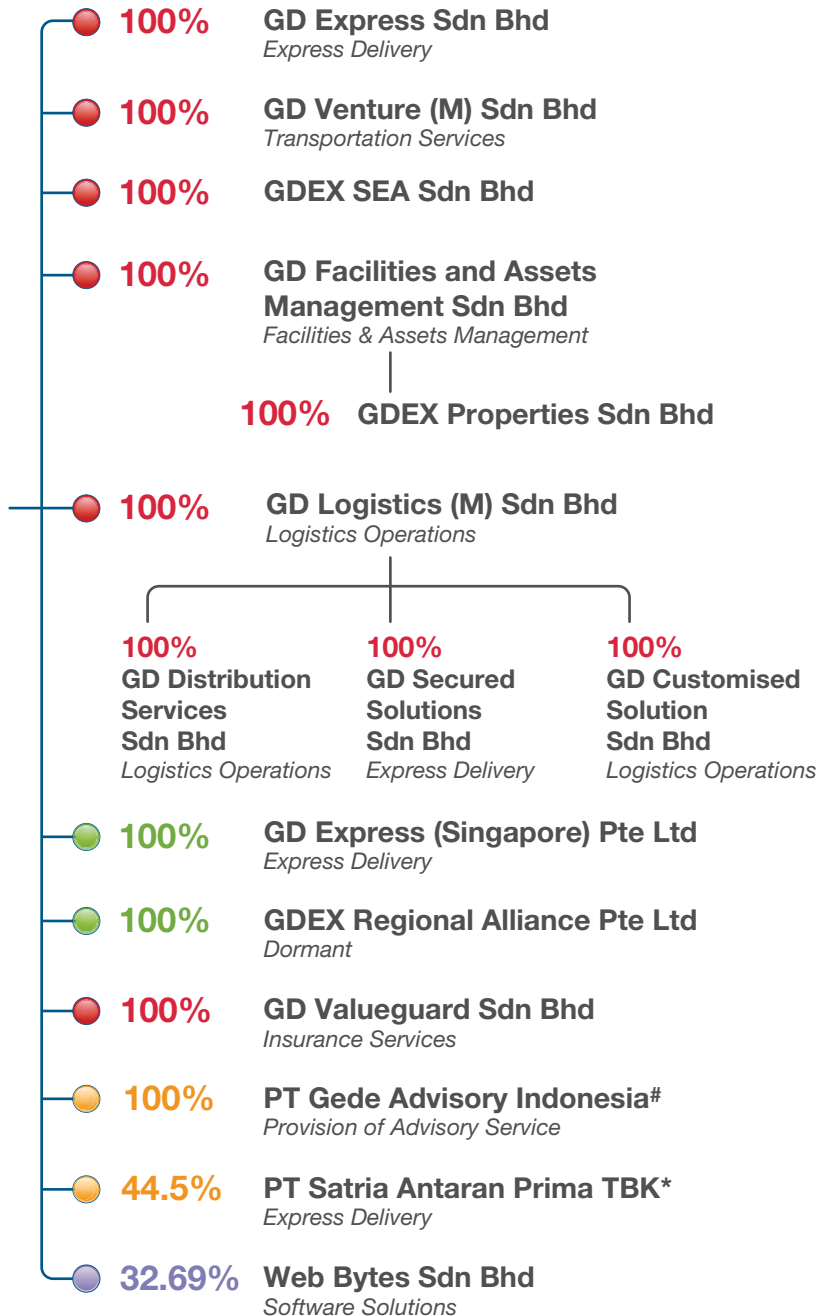 100% GD Express Sdn Bhd
Express Delivery
100% GD Venture (M) Sdn Bhd
Transportation Services
100% GDEX SEA Sdn Bhd
100% GD Facilities and Assets
Management Sdn Bhd
Facilities & Assets Management
100% GDEX Properties Sdn Bhd
100% GD Logistics (M) Sdn Bhd
Logistics Operations
100%
GD Distribution
Services
Sdn Bhd
Logistics Operations
100%
GD Secured
Solutions
Sdn Bhd
Express Delivery
100%
GD Customised
Solution
Sdn Bhd
Logistics Operations
100% GD Express (Singapore) Pte Ltd
Express Delivery
100% GDEX Regional Alliance Pte Ltd
Dormant
100% GD Valueguard Sdn Bhd
Insurance Services
100% PT Gede Advisory Indonesia#
Provision of Advisory Service
44.5% PT Satria Antaran Prima TBK*
Express Delivery
32.69% Web Bytes Sdn Bhd
Software Solutions